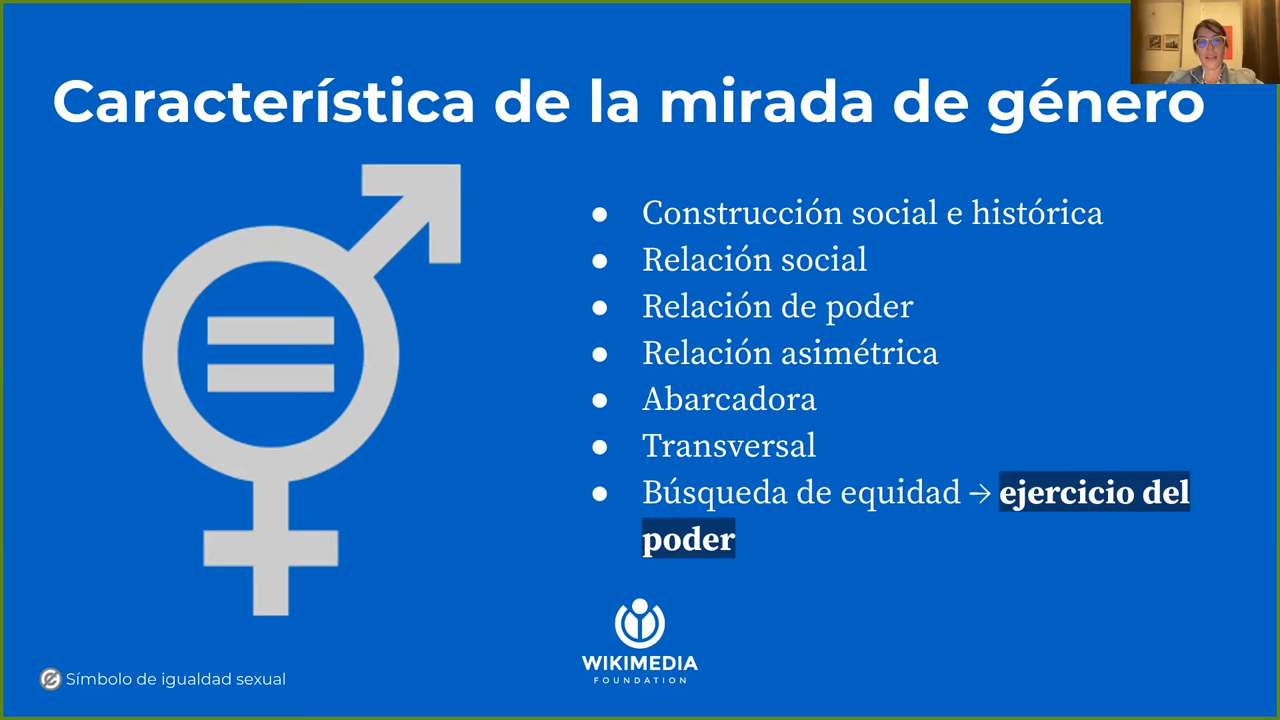 Característica de la mirada de género
● Construcción social e histórica
● Relación social
● Relación de poder
● Relación asimétrica
● Abarcadora
● Transversal
● Búsqueda de equidad → ejercicio del
poder
WIKIMEDIA
FOUNDATION
Símbolo de igualdad sexual